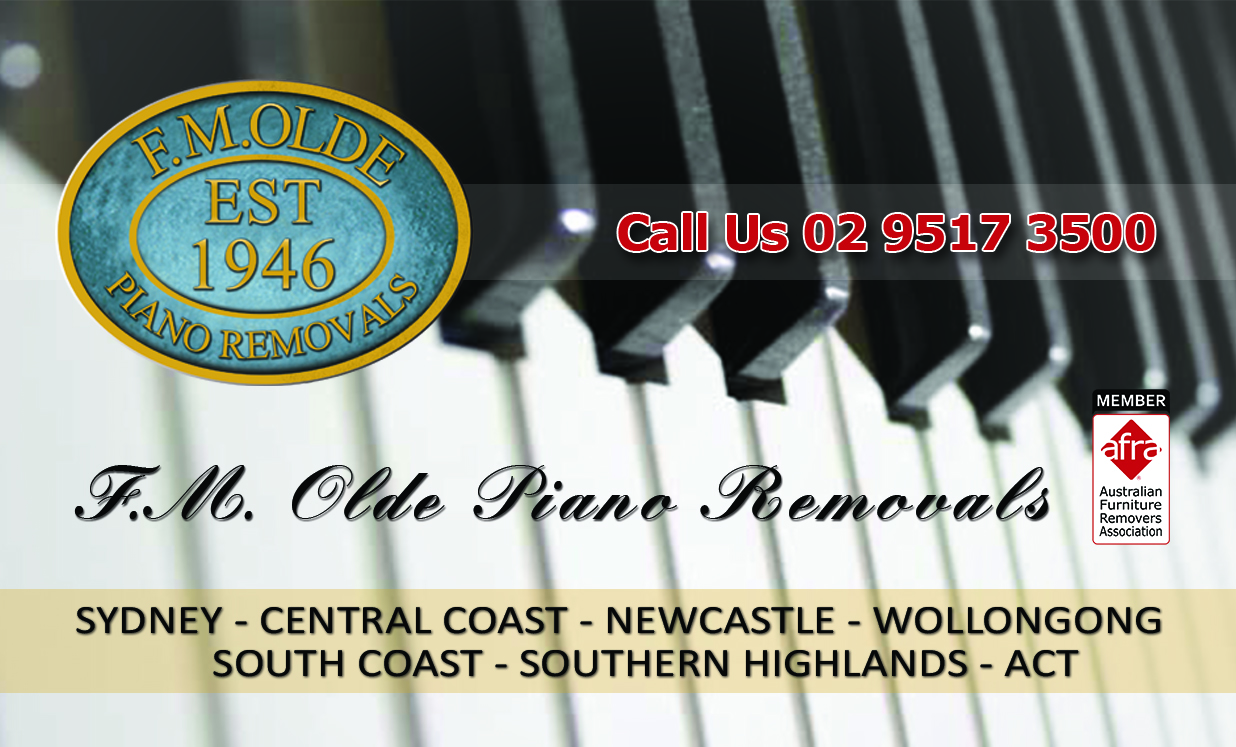 F.M.OLDE
EST
1946
PIANO REMOVALS
Call Us 02 9517 3500
MEMBER
afra
Australian
Furniture
Removers
Association
F.M. Olde Piano Removals
SYDNEY - CENTRAL COAST - NEWCASTLE - WOLLONGONG
SOUTH COAST - SOUTHERN HIGHLANDS - ACT